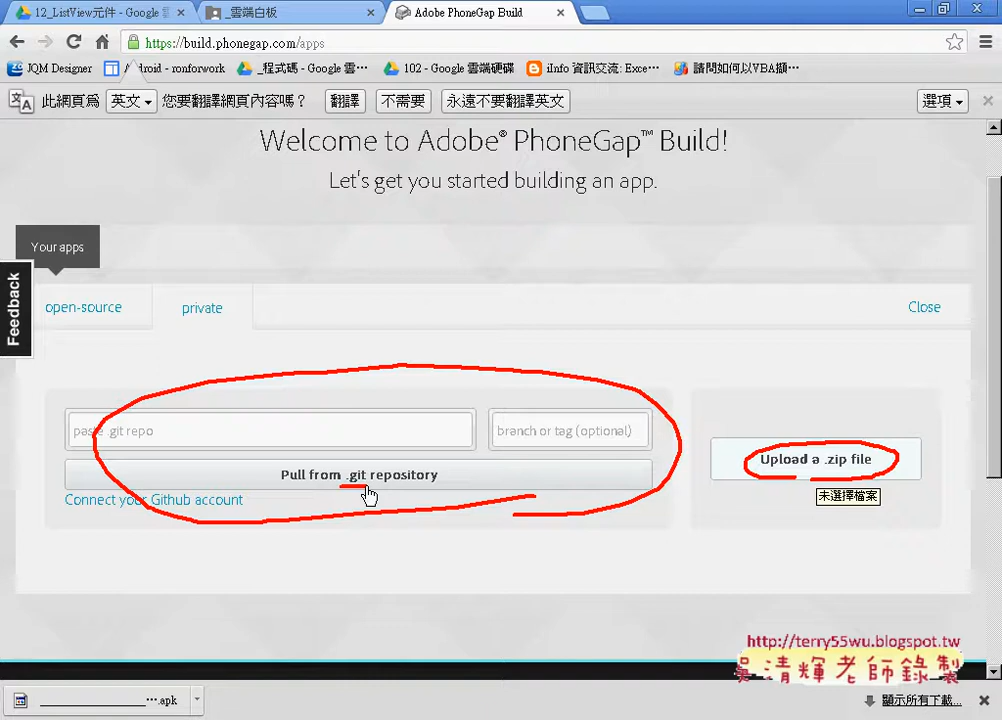 12_ListView元件 - Google 雲
_雲端白板
Adobe PhoneGap Build
https://build.phonegap.com/apps
JQM Designer
Android - ronforwork
_程式碼 - Google 雲…
102 - Google 雲端硬碟
iInfo 資訊交流: Exce…
請問如何以VBA擷…
此網頁為
英文
您要翻譯網頁內容嗎？
翻譯
不需要
永遠不要翻譯英文
選項
Welcome to Adobe® PhoneGap™ Build!
Let's get you started building an app.
Your apps
Feedback
open-source
private
Close
paste .git repo
branch or tag (optional)
Upload a .zip file
Pull from .git repository
未選擇檔案
Connect your Github account
http://terry55wu.blogspot.tw
吳清輝老師錄製
___….apk
顯示所有下載...